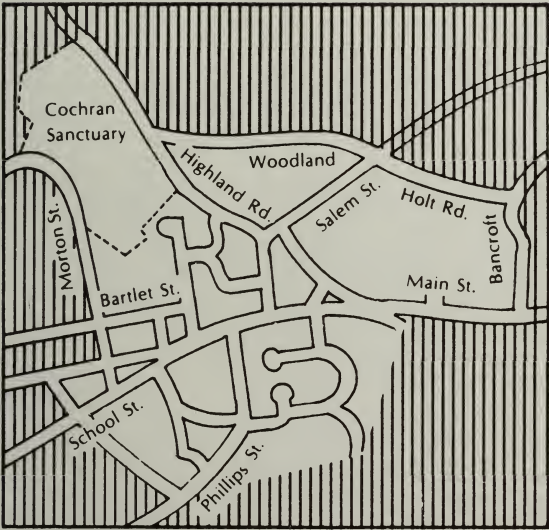 Cochran
Sanctuary
Woodland
Highland Rd.
Salem St.
Holt Rd.
Morton St.
Bancroft
Bartlet St.
Main St.
School St.
Phillips St.